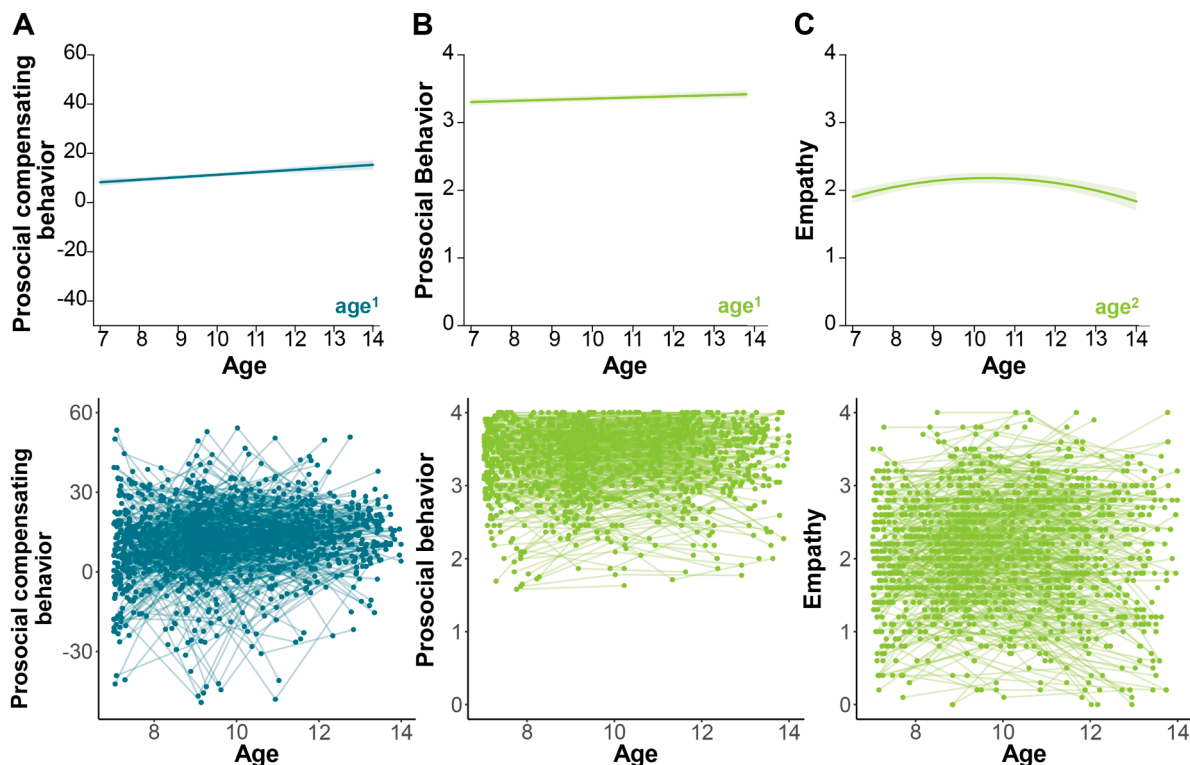 A
Prosocial compensating
behavior
60
40
20
0
-20
-40
7 8 9 10 11 12 13 14
Age
age¹
B
Prosocial Behavior
4
3
2
1
0
7 8 9 10 11 12 13 14
Age
age¹
C
Empathy
4
3
2
1
0
7 8 9 10 11 12 13 14
Age
age²
Prosocial compensating
behavior
60
30
0
-30
8 10 12 14
Age
Prosocial behavior
4
3
2
1
0
8 10 12 14
Age
Empathy
4
3
2
1
0
8 10 12 14
Age